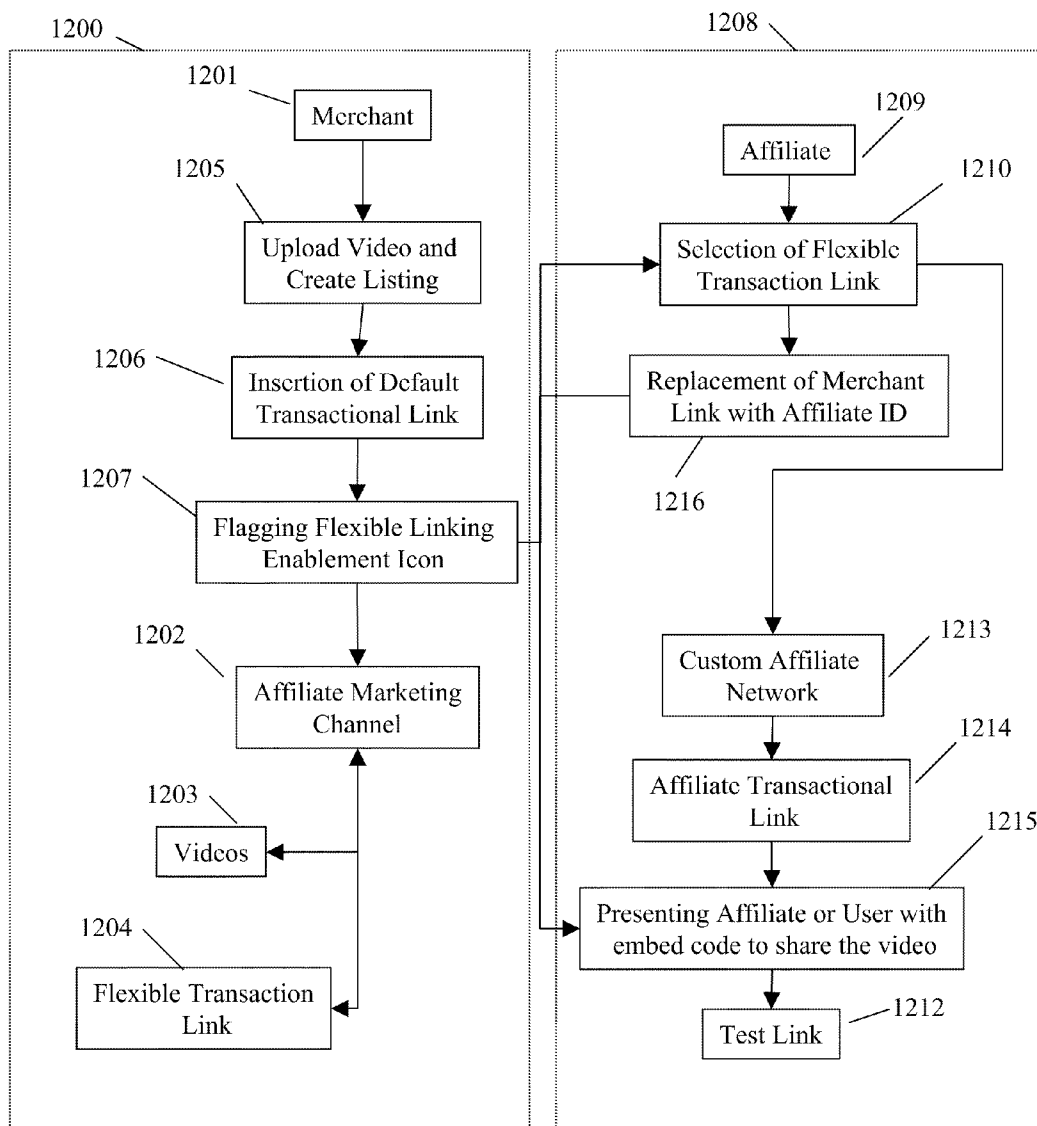 1200
1201
Merchant
1205
Upload Video and
Create Listing
1206
Insertion of Default
Transactional Link
1207
Flagging Flexible Linking
Enablement Icon
1202
Affiliate Marketing
Channel
1203
Videos
1204
Flexible Transaction
Link
1208
1209
Affiliate
1210
Selection of Flexible
Transaction Link
Replacement of Merchant
Link with Affiliate ID
1216
1213
Custom Affiliate
Network
1214
Affiliate Transactional
Link
1215
Presenting Affiliate or User with
embed code to share the video
Test Link
1212